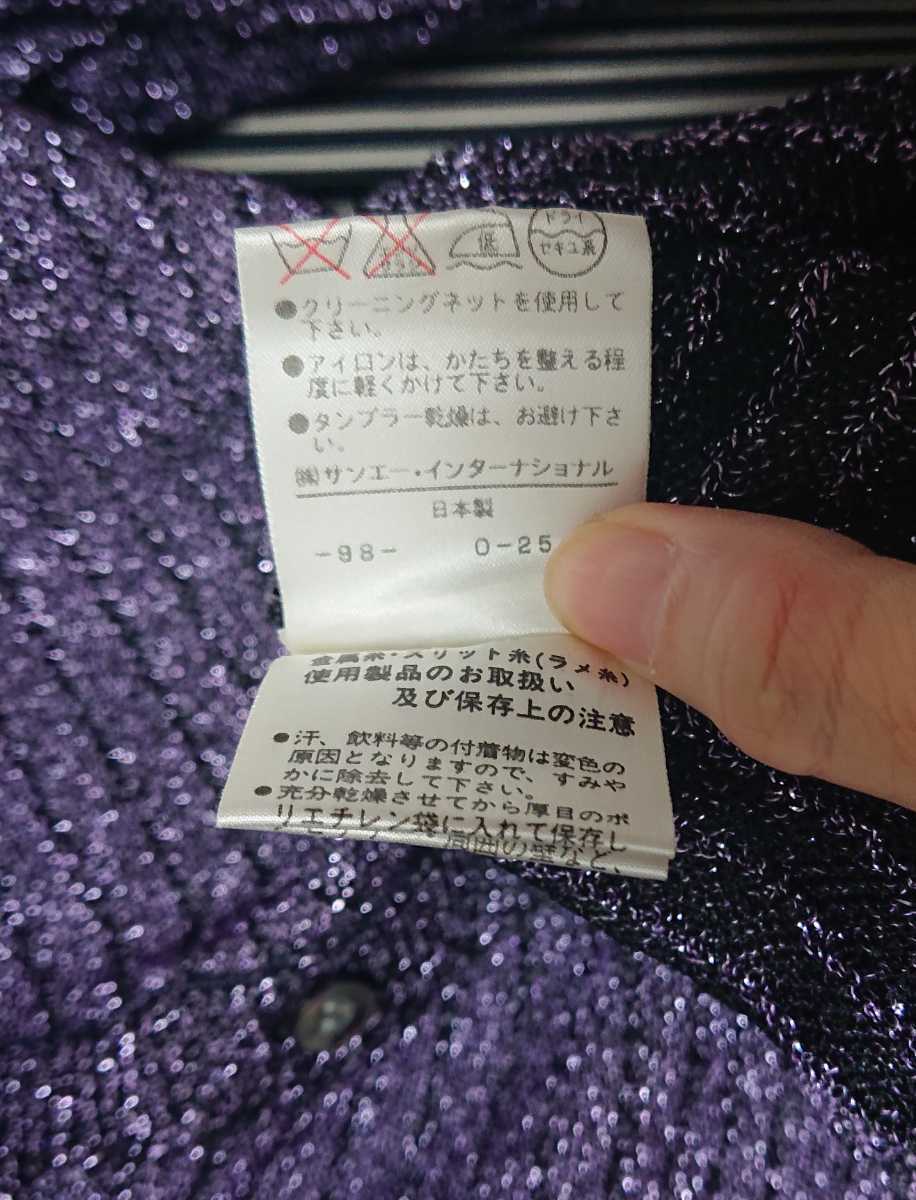 低
ドライ
セキユ系
●クリーニングネットを使用して
下さい。
●アイロンは、かたちを整える程
度に軽くかけて下さい。
●タンブラー乾燥は、お避け下さ
い。
㈱サンエー・インターナショナル
日本製
-98- 0-25
金属糸・スリット糸(ラメ糸)
使用製品のお取扱い
及び保存上の注意
●汗、飲料等の付着物は変色の
原因となりますので、すみや
かに除去して下さい。
●充分乾燥させてから厚目のポ
リエチレン袋に入れて保存し
周囲の壁など、